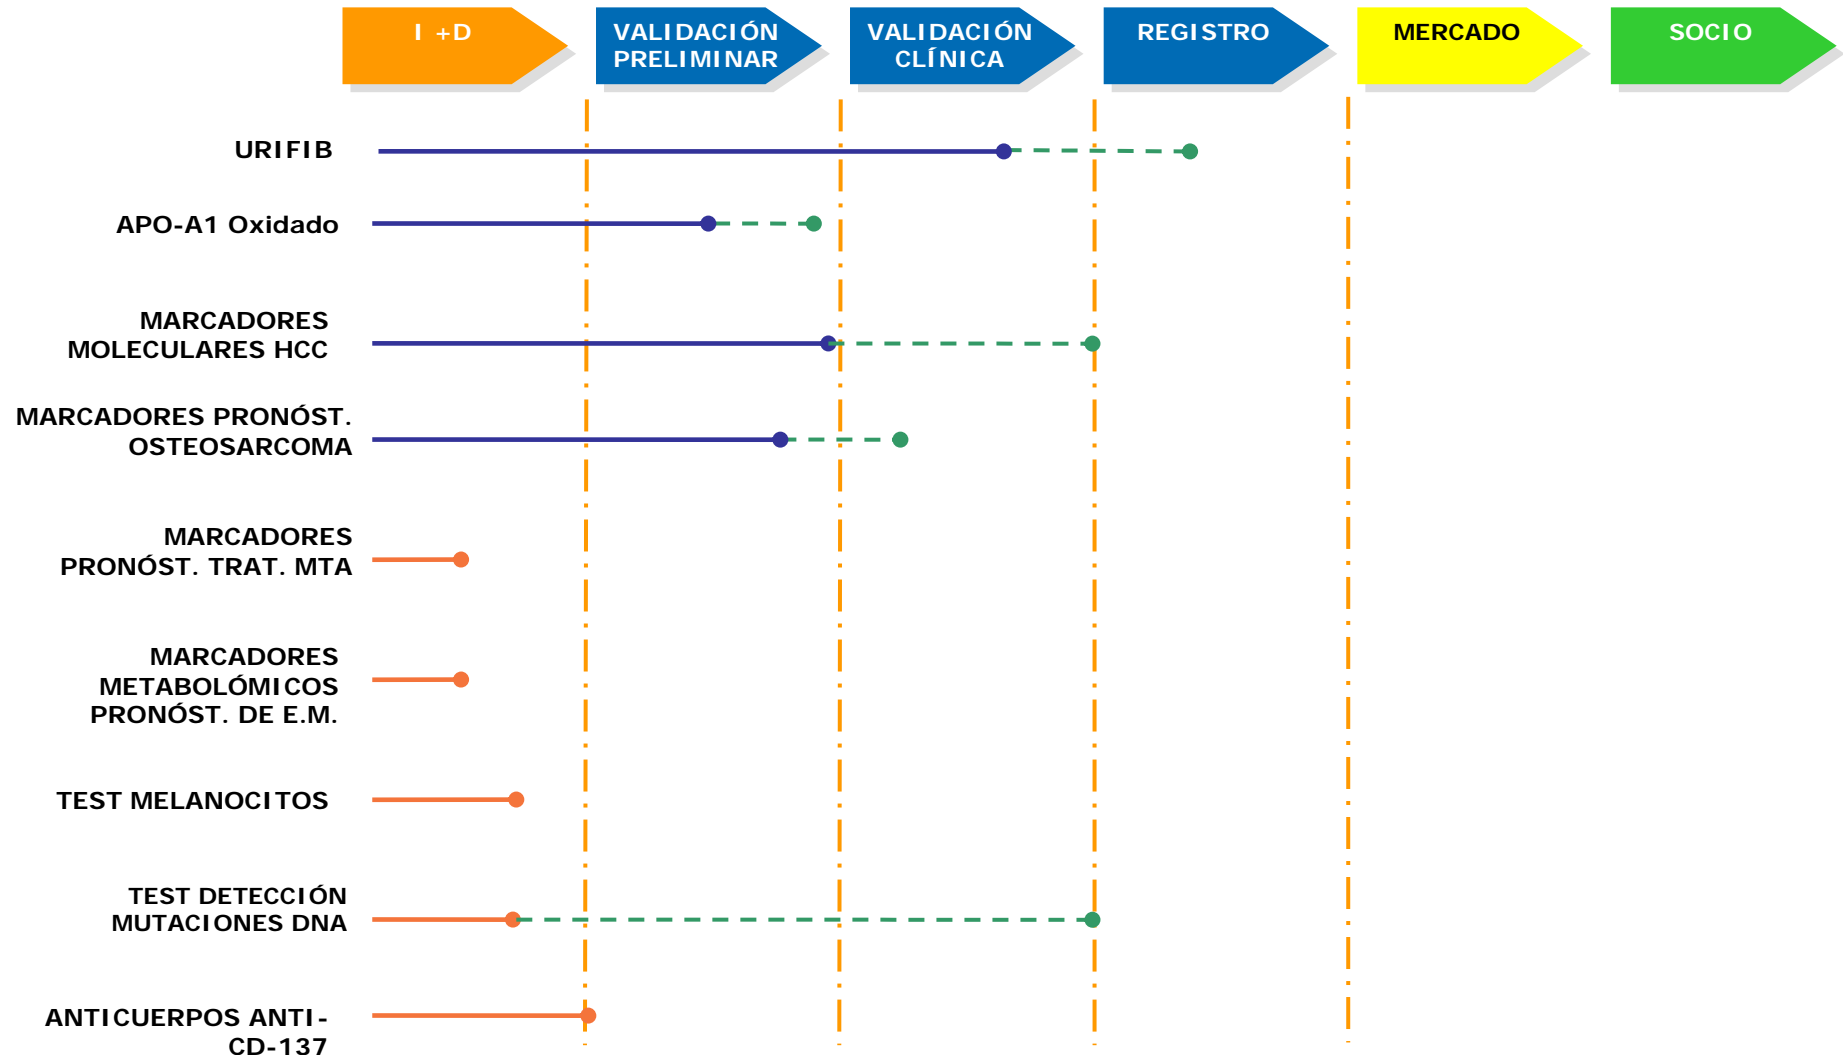 I +D
VALIDACIÓN
PRELIMINAR
VALIDACIÓN
CLÍNICA
REGISTRO
MERCADO
SOCIO
URIFIB
APO-A1 Oxidado
MARCADORES
MOLECULARES HCC
MARCADORES PRONÓST.
OSTEOSARCOMA
MARCADORES
PRONÓST. TRAT. MTA
MARCADORES
METABOLÓMICOS
PRONÓST. DE E.M.
TEST MELANOCITOS
TEST DETECCIÓN
MUTACIONES DNA
ANTICUERPOS ANTI-
CD-137